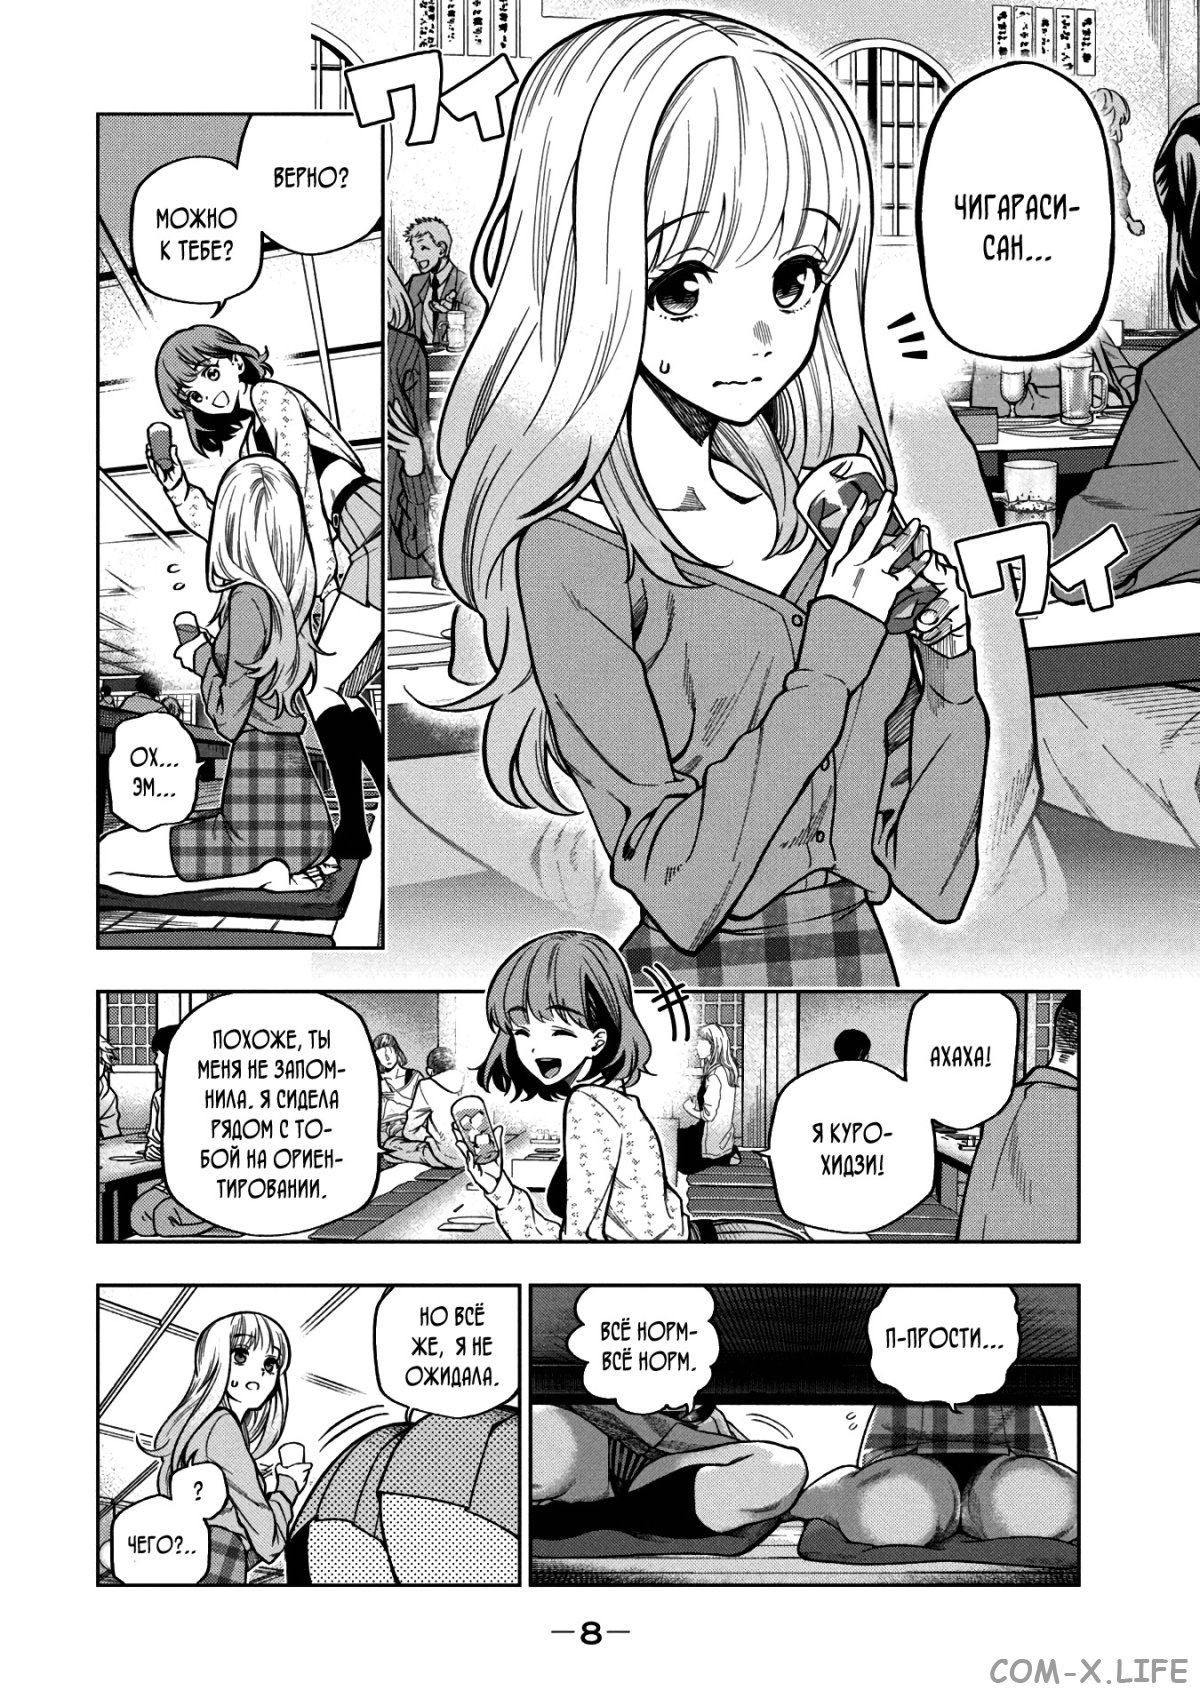 ワイ
ЧИГАРАСИ-
САН...
ワイ
ВЕРНО?
МОЖНО
К ТЕБЕ?
ОХ...
ЭМ...
АХАХА!
Я КУРО-
ХИДЗИ!
ПОХОЖЕ, ТЫ
МЕНЯ НЕ ЗАПОМ-
НИЛА. Я СИДЕЛА
РЯДОМ С ТО-
БОЙ НА ОРИЕН-
ТИРОВАНИИ.
П-ПРОСТИ...
ВСЁ НОРМ-
ВСЁ НОРМ.
НО ВСЁ
ЖЕ, Я НЕ
ОЖИДАЛА.
?
ЧЕГО?..
—8—
COM-X.LIFE